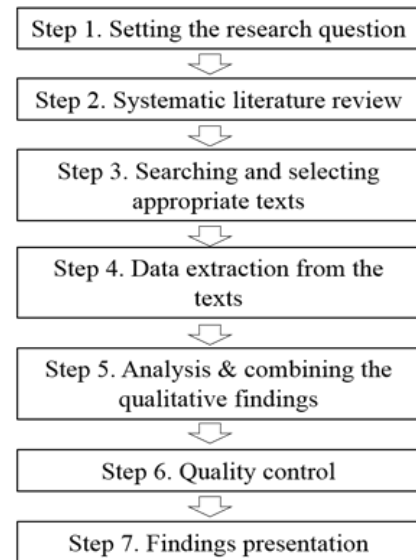 Step 1. Setting the research question
Step 2. Systematic literature review
Step 3. Searching and selecting
appropriate texts
Step 4. Data extraction from the
texts
Step 5. Analysis & combining the
qualitative findings
Step 6. Quality control
Step 7. Findings presentation